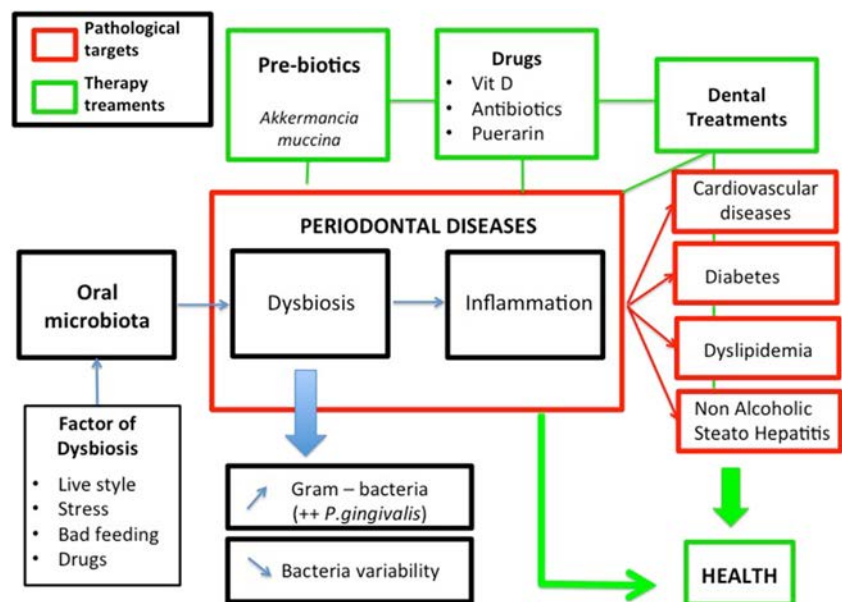 Pathological
targets
Therapy
treaments
Pre-biotics
Akkermancia
muccina
Drugs
• Vit D
• Antibiotics
• Puerarin
Dental
Treatments
PERIODONTAL DISEASES
Oral
microbiota
Dysbiosis
Inflammation
Cardiovascular
diseases
Diabetes
Dyslipidemia
Non Alcoholic
Steato Hepatitis
Factor of
Dysbiosis
• Live style
• Stress
• Bad feeding
• Drugs
Gram – bacteria
(++ P.gingivalis)
Bacteria variability
HEALTH